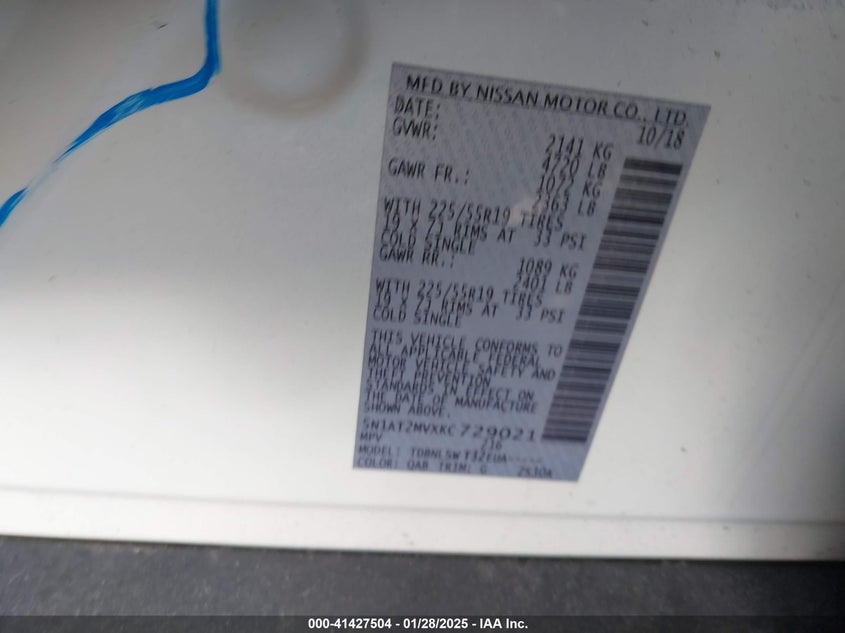 MFD BY NISSAN MOTOR CO., LTD.
DATE: 10/18
GVWR: 2141 KG
4720 LB
GAWR FR.: 1072 KG
2363 LB
WITH 225/55R19 TIRES
19 X 7J RIMS AT 33 PSI
COLD SINGLE
GAWR RR.: 1089 KG
2401 LB
WITH 225/55R19 TIRES
19 X 7J RIMS AT 33 PSI
COLD SINGLE
THIS VEHICLE CONFORMS TO
ALL APPLICABLE FEDERAL
MOTOR VEHICLE SAFETY AND
THEFT PREVENTION
STANDARDS IN EFFECT ON
THE DATE OF MANUFACTURE
SHOWN ABOVE.
5N1AT2MVXKC729021
MPV 216
MODEL:
COLOR: QAB TRIM: G
000-41427504 — 01/28/2025 - IAA Inc.